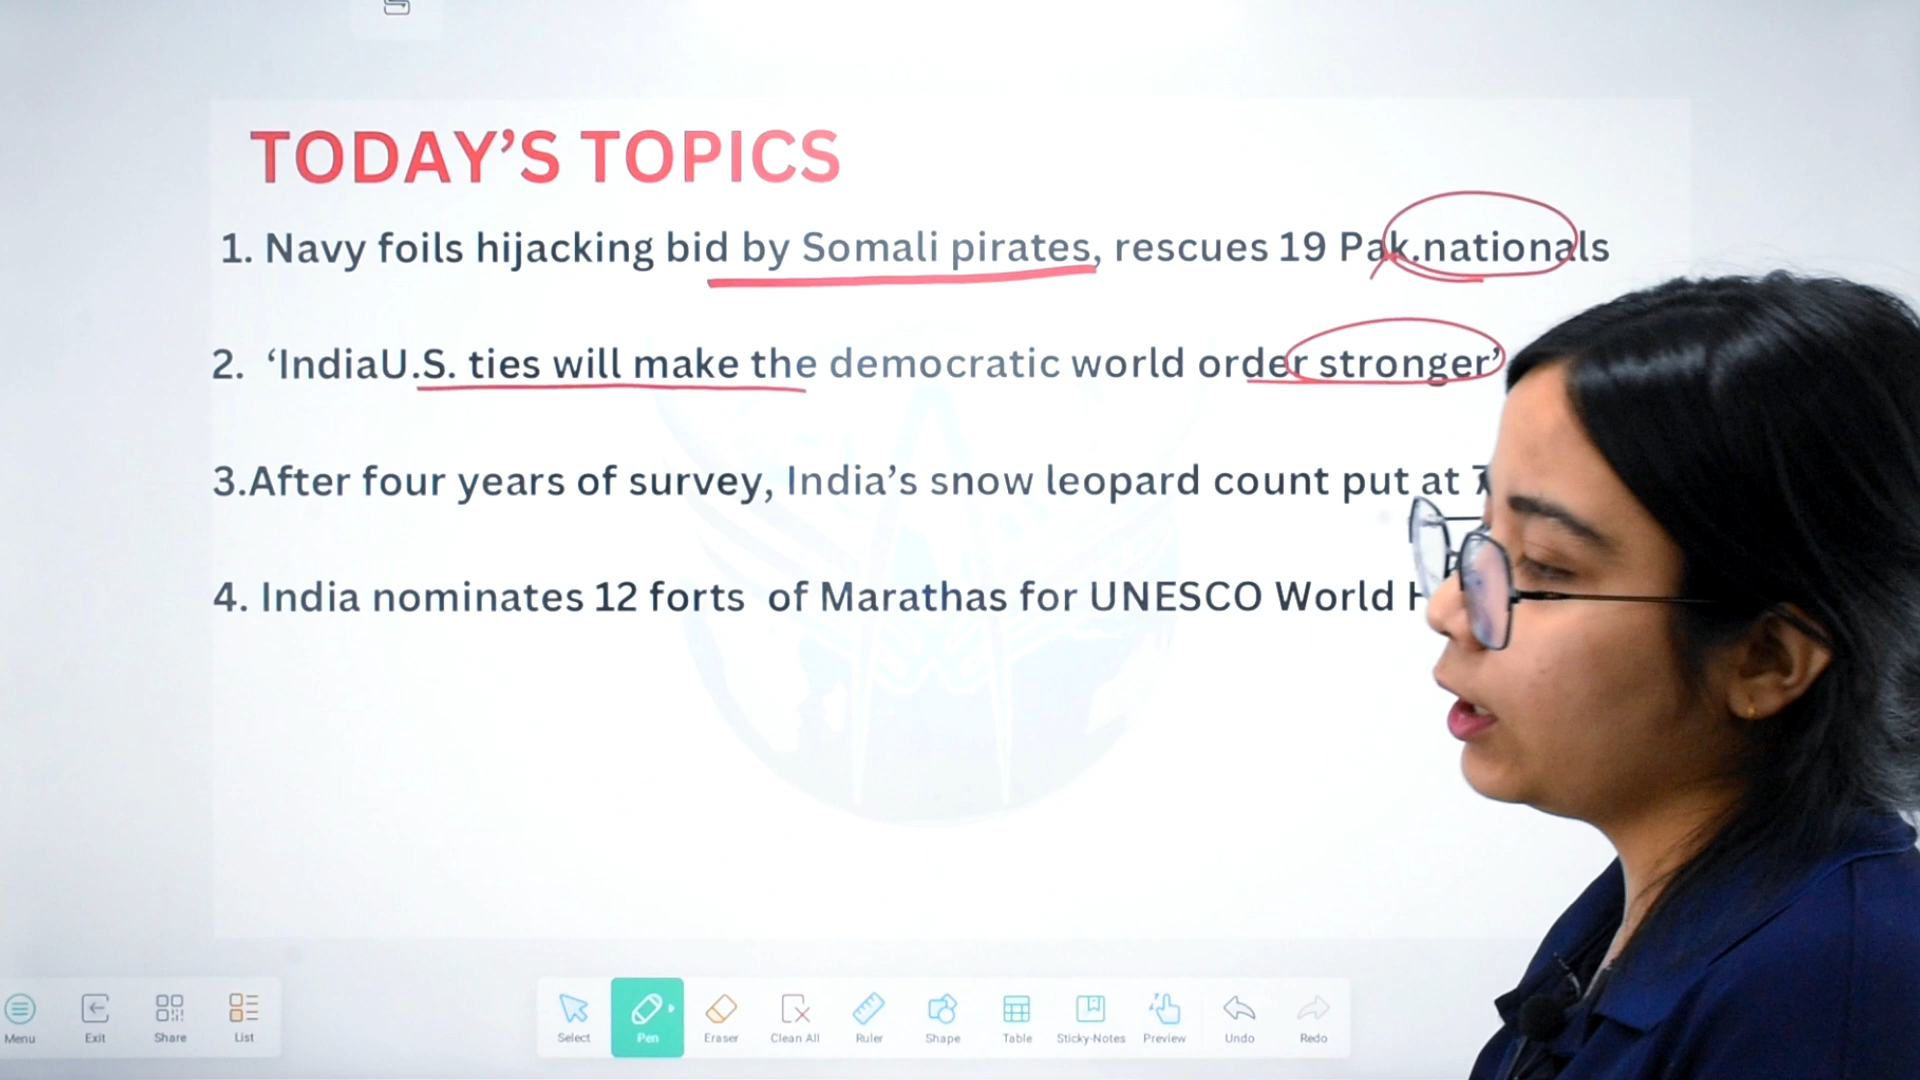 TODAY'S TOPICS
1. Navy foils hijacking bid by Somali pirates, rescues 19 Pak.nationals
2. ‘IndiaU.S. ties will make the democratic world order stronger’
3.After four years of survey, India’s snow leopard count put at
4. India nominates 12 forts of Marathas for UNESCO World
Menu Exit Share List Select Pen Eraser Clean All Ruler Shape Table Sticky-Notes Preview Undo Redo